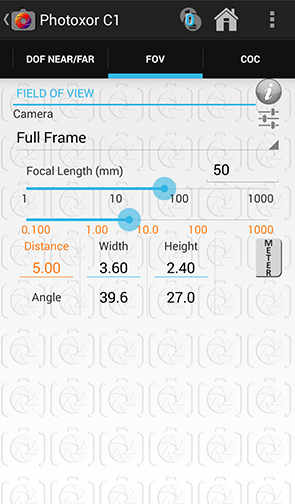 Photoxor C1
DOF NEAR/FAR FOV COC
FIELD OF VIEW i
Camera
Full Frame
Focal Length (mm) 50
1 10 100 1000
0.100 1.00 10.0 100 1000
Distance Width Height
5.00 3.60 2.40
METER
Angle 39.6 27.0